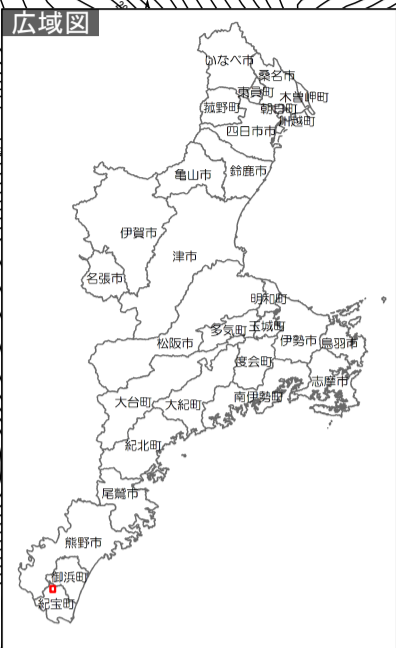 広域図
いなべ市
桑名市
東員町
木曽岬町
菰野町
朝日町
川越町
四日市市
亀山市
鈴鹿市
伊賀市
津市
名張市
明和町
多気町
玉城町
松阪市
伊勢市
鳥羽市
度会町
志摩市
大台町
大紀町
南伊勢町
紀北町
尾鷲市
熊野市
御浜町
紀宝町